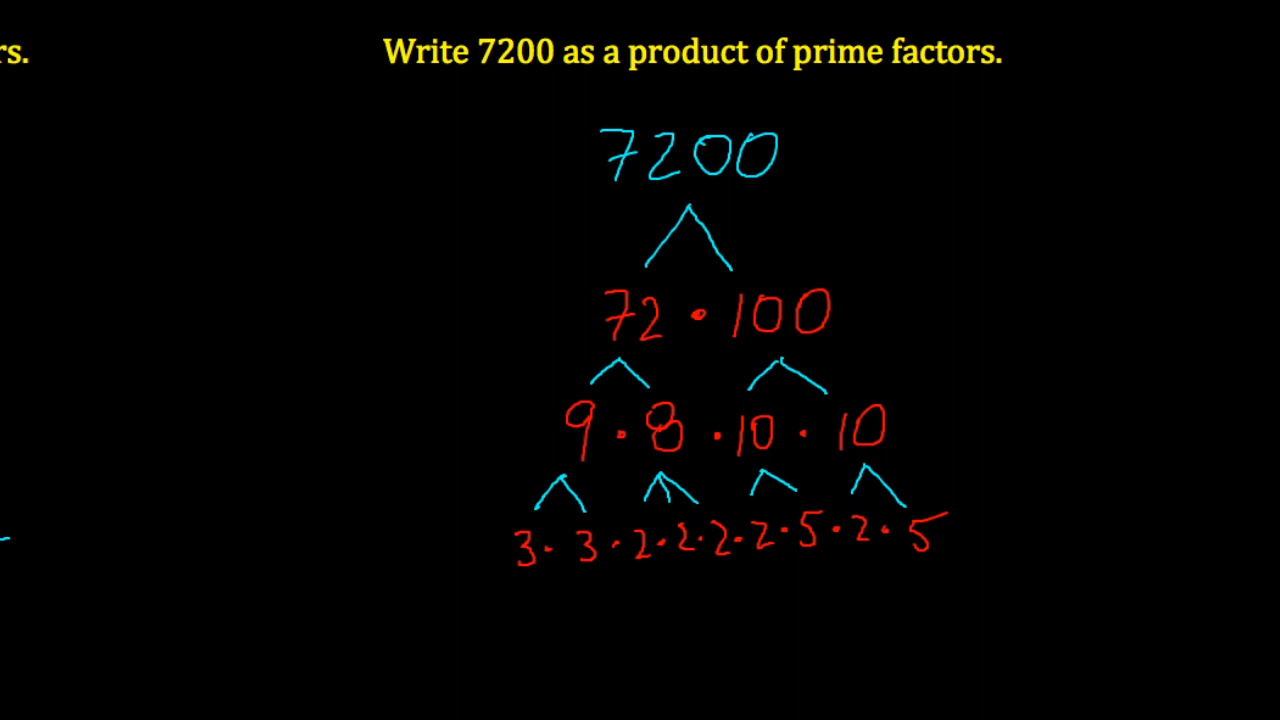 rs.
Write 7200 as a product of prime factors.
7200
72 · 100
9 · 8 · 10 · 10
3 · 3 · 2 · 2 · 2 · 2 · 5 · 2 · 5